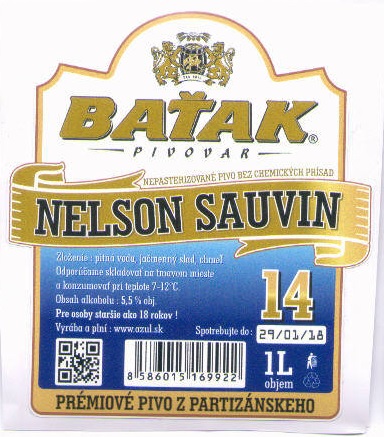 BAŤAK®
PIVOVAR
NEPASTERIZOVANÉ PIVO BEZ CHEMICKÝCH PRÍSAD
NELSON SAUVIN
Zloženie : pitná voda, jačmenný slad, chmeľ
Odporúčame skladovať na tmavom mieste
a konzumovať pri teplote 7-12°C.
Obsah alkoholu : 5,5 % obj.
Pre osoby staršie ako 18 rokov !
Vyrába a plní : www.azul.sk
14
Spotrebujte do :
29/01/18
8 586015 169922
1L
objem
PRÉMIOVÉ PIVO Z PARTIZÁNSKEHO